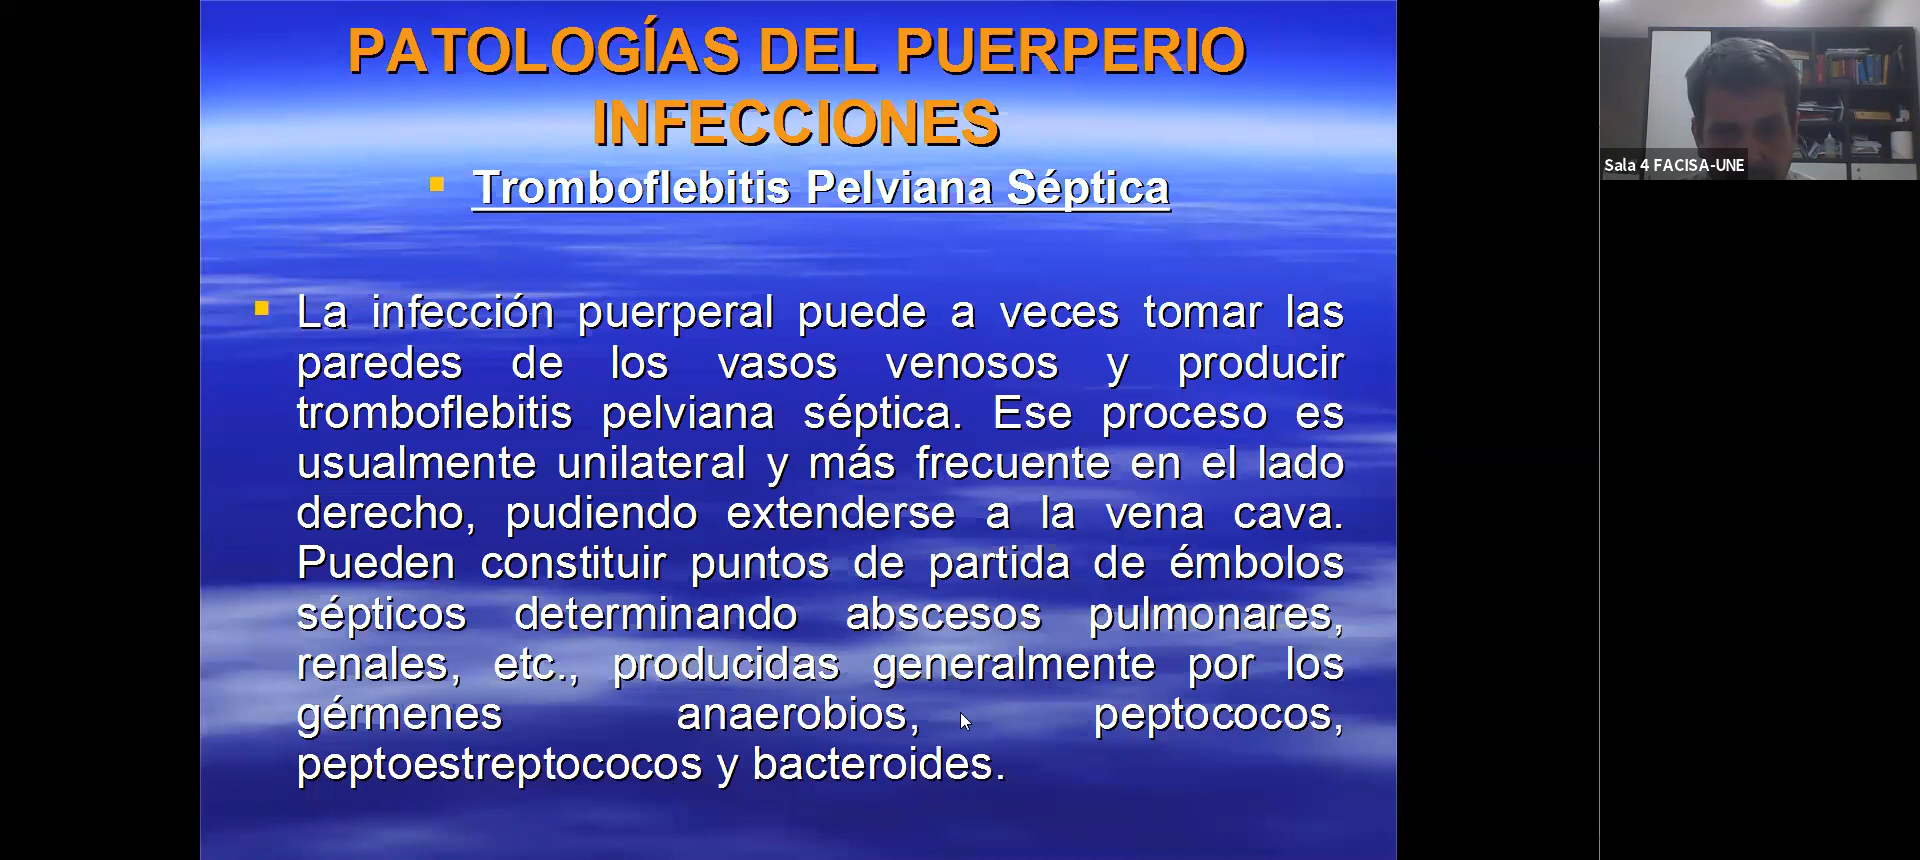 PATOLOGÍAS DEL PUERPERIO
INFECCIONES
Tromboflebitis Pelviana Séptica
La infección puerperal puede a veces tomar las
paredes de los vasos venosos y producir
tromboflebitis pelviana séptica. Ese proceso es
usualmente unilateral y más frecuente en el lado
derecho, pudiendo extenderse a la vena cava.
Pueden constituir puntos de partida de émbolos
sépticos determinando abscesos pulmonares,
renales, etc., producidas generalmente por los
gérmenes anaerobios, peptococos,
peptoestreptococos y bacteroides.
Sala 4 FACISA-UNE